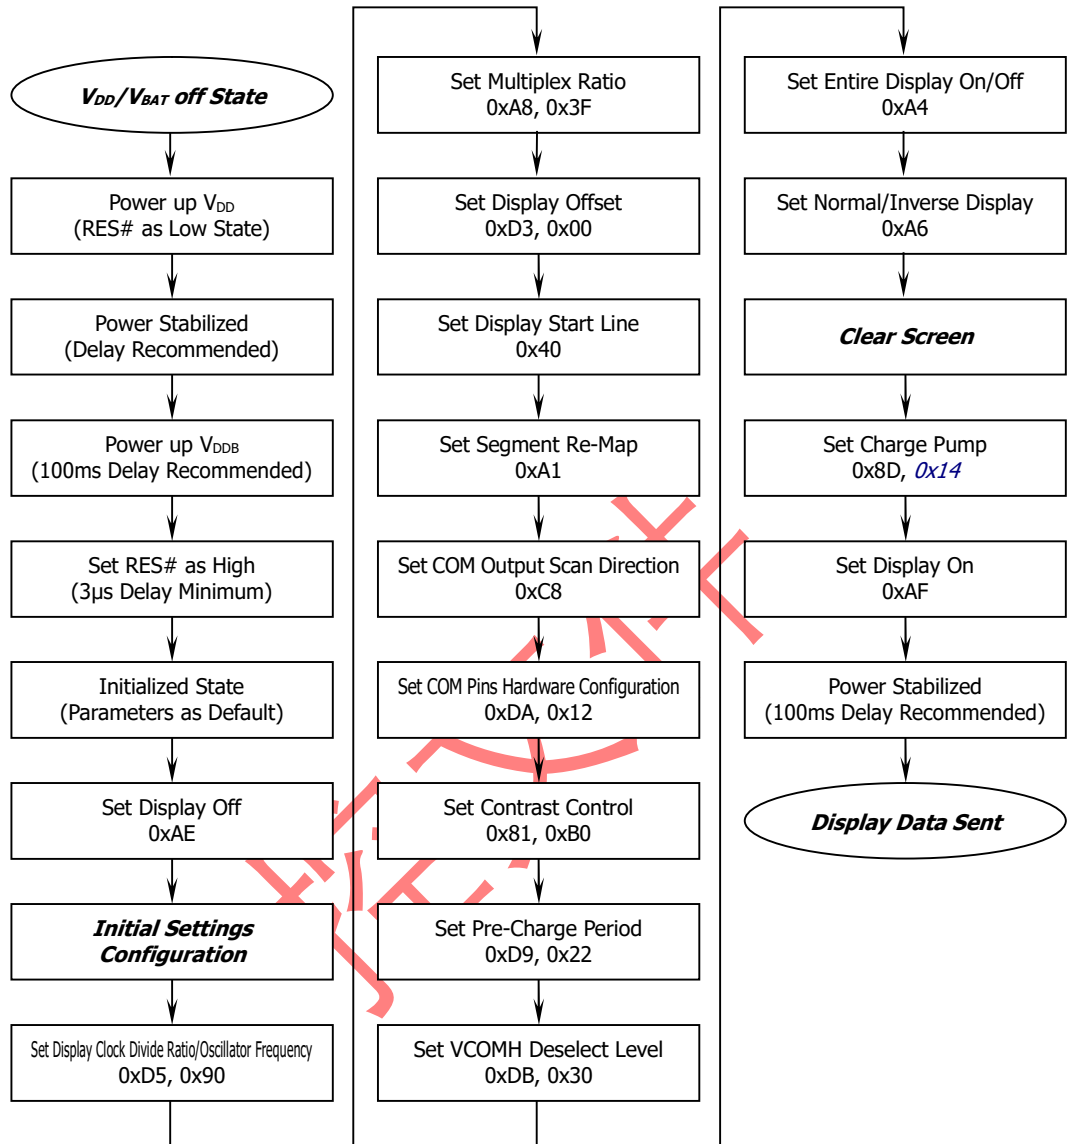 V_DD/V_BAT off State
Power up V_DD
(RES# as Low State)
Power Stabilized
(Delay Recommended)
Power up V_DDB
(100ms Delay Recommended)
Set RES# as High
(3µs Delay Minimum)
Initialized State
(Parameters as Default)
Set Display Off
0xAE
Initial Settings
Configuration
Set Display Clock Divide Ratio/Oscillator Frequency
0xD5, 0x90
Set Multiplex Ratio
0xA8, 0x3F
Set Display Offset
0xD3, 0x00
Set Display Start Line
0x40
Set Segment Re-Map
0xA1
Set COM Output Scan Direction
0xC8
Set COM Pins Hardware Configuration
0xDA, 0x12
Set Contrast Control
0x81, 0xB0
Set Pre-Charge Period
0xD9, 0x22
Set VCOMH Deselect Level
0xDB, 0x30
Set Entire Display On/Off
0xA4
Set Normal/Inverse Display
0xA6
Clear Screen
Set Charge Pump
0x8D, 0x14
Set Display On
0xAF
Power Stabilized
(100ms Delay Recommended)
Display Data Sent